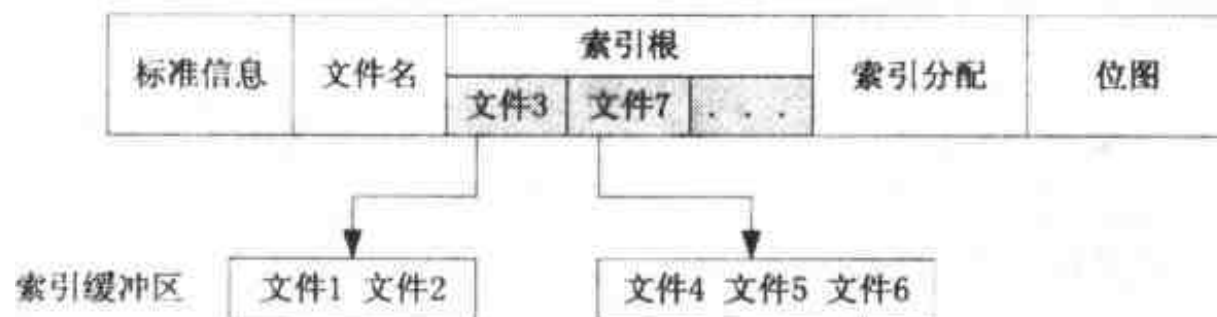 标准信息 文件名 索引根 索引分配 位图
文件3 文件7 . . .
索引缓冲区 文件1 文件2 文件4 文件5 文件6